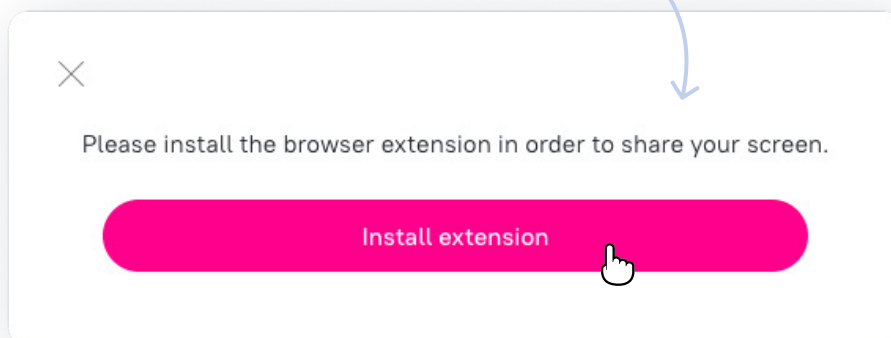 Please install the browser extension in order to share your screen.
Install extension